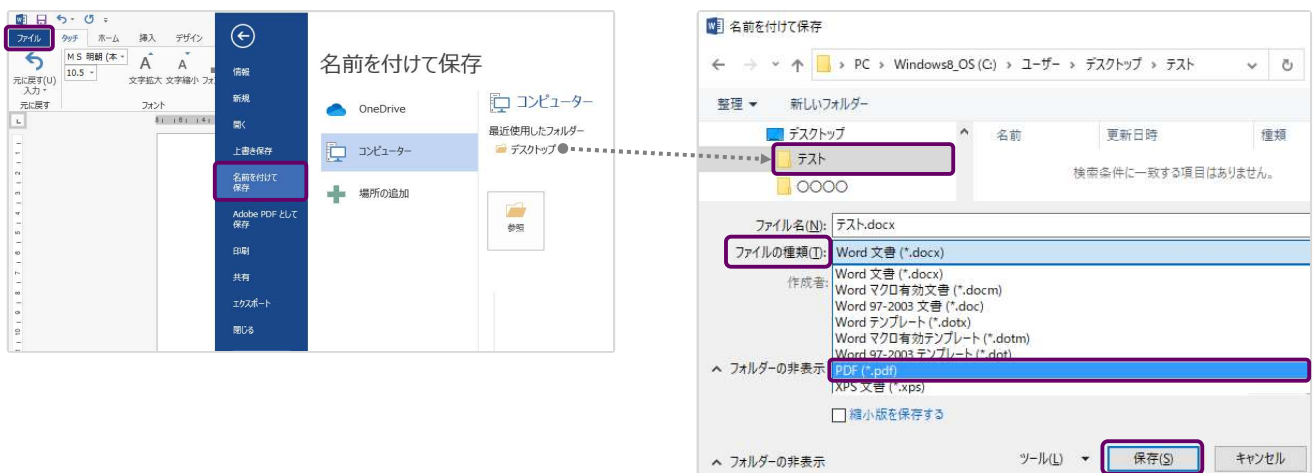 ファイル タッチ ホーム 挿入 デザイン
MS 明朝 (本
10.5
元に戻す(U)
入力
文字拡大 文字縮小
元に戻す
フォント
情報
新規
開く
上書き保存
名前を付けて
保存
Adobe PDF として
保存
印刷
共有
エクスポート
閉じる
名前を付けて保存
OneDrive
コンピューター
場所の追加
コンピューター
最近使用したフォルダー
デスクトップ
参照
名前を付けて保存
PC > Windows8_OS (C:) > ユーザー > デスクトップ > テスト
整理 新しいフォルダー
デスクトップ
テスト
〇〇〇〇
名前 更新日時 種類
検索条件に一致する項目はありません。
ファイル名(N): テスト.docx
ファイルの種類(T): Word 文書 (*.docx)
作成者:
Word 文書 (*.docx)
Word マクロ有効文書 (*.docm)
Word 97-2003 文書 (*.doc)
Word テンプレート (*.dotx)
Word マクロ有効テンプレート (*.dotm)
Word 97-2003 テンプレート (*.dot)
PDF (*.pdf)
XPS 文書 (*.xps)
フォルダーの非表示
縮小版を保存する
フォルダーの非表示
ツール(L) 保存(S) キャンセル